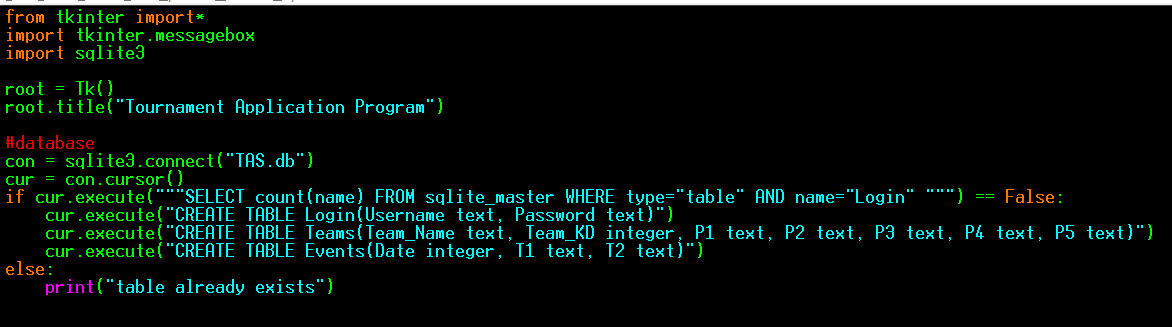 from tkinter import*
import tkinter.messagebox
import sqlite3
root = Tk()
root.title("Tournament Application Program")
#database
con = sqlite3.connect("TAS.db")
cur = con.cursor()
if cur.execute("""SELECT count(name) FROM sqlite_master WHERE type="table" AND name="Login" """) == False:
    cur.execute("CREATE TABLE Login(Username text, Password text)")
    cur.execute("CREATE TABLE Teams(Team_Name text, Team_KD integer, P1 text, P2 text, P3 text, P4 text, P5 text)")
    cur.execute("CREATE TABLE Events(Date integer, T1 text, T2 text)")
else:
    print("table already exists")